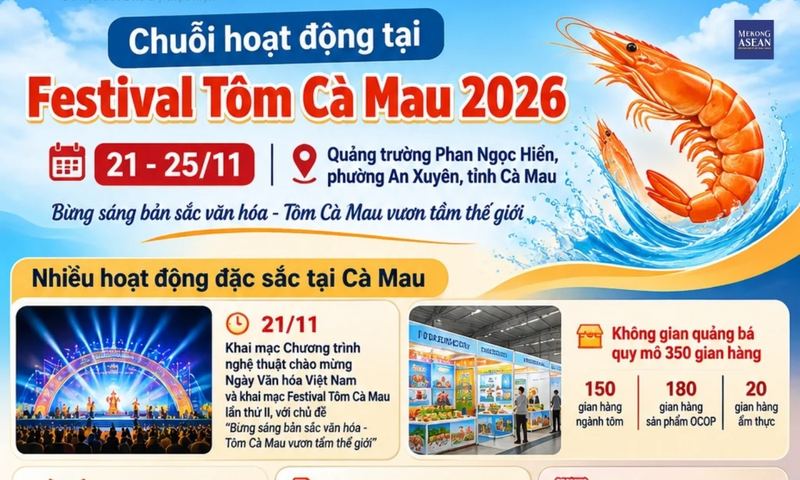 MEKONG
ASEAN
Chuỗi hoạt động tại
Festival Tôm Cà Mau 2026
21 - 25/11
Quảng trường Phan Ngọc Hiển,
phường An Xuyên, tỉnh Cà Mau
Bừng sáng bản sắc văn hóa - Tôm Cà Mau vươn tầm thế giới
Nhiều hoạt động đặc sắc tại Cà Mau
21/11
Khai mạc Chương trình
nghệ thuật chào mừng
Ngày Văn hóa Việt Nam
và khai mạc Festival Tôm Cà Mau
lần thứ II, với chủ đề
"Bừng sáng bản sắc văn hóa -
Tôm Cà Mau vươn tầm thế giới"
Không gian quảng bá
quy mô 350 gian hàng
150
gian hàng
ngành tôm
180
gian hàng
sản phẩm OCOP
20
gian hàng
ẩm thực